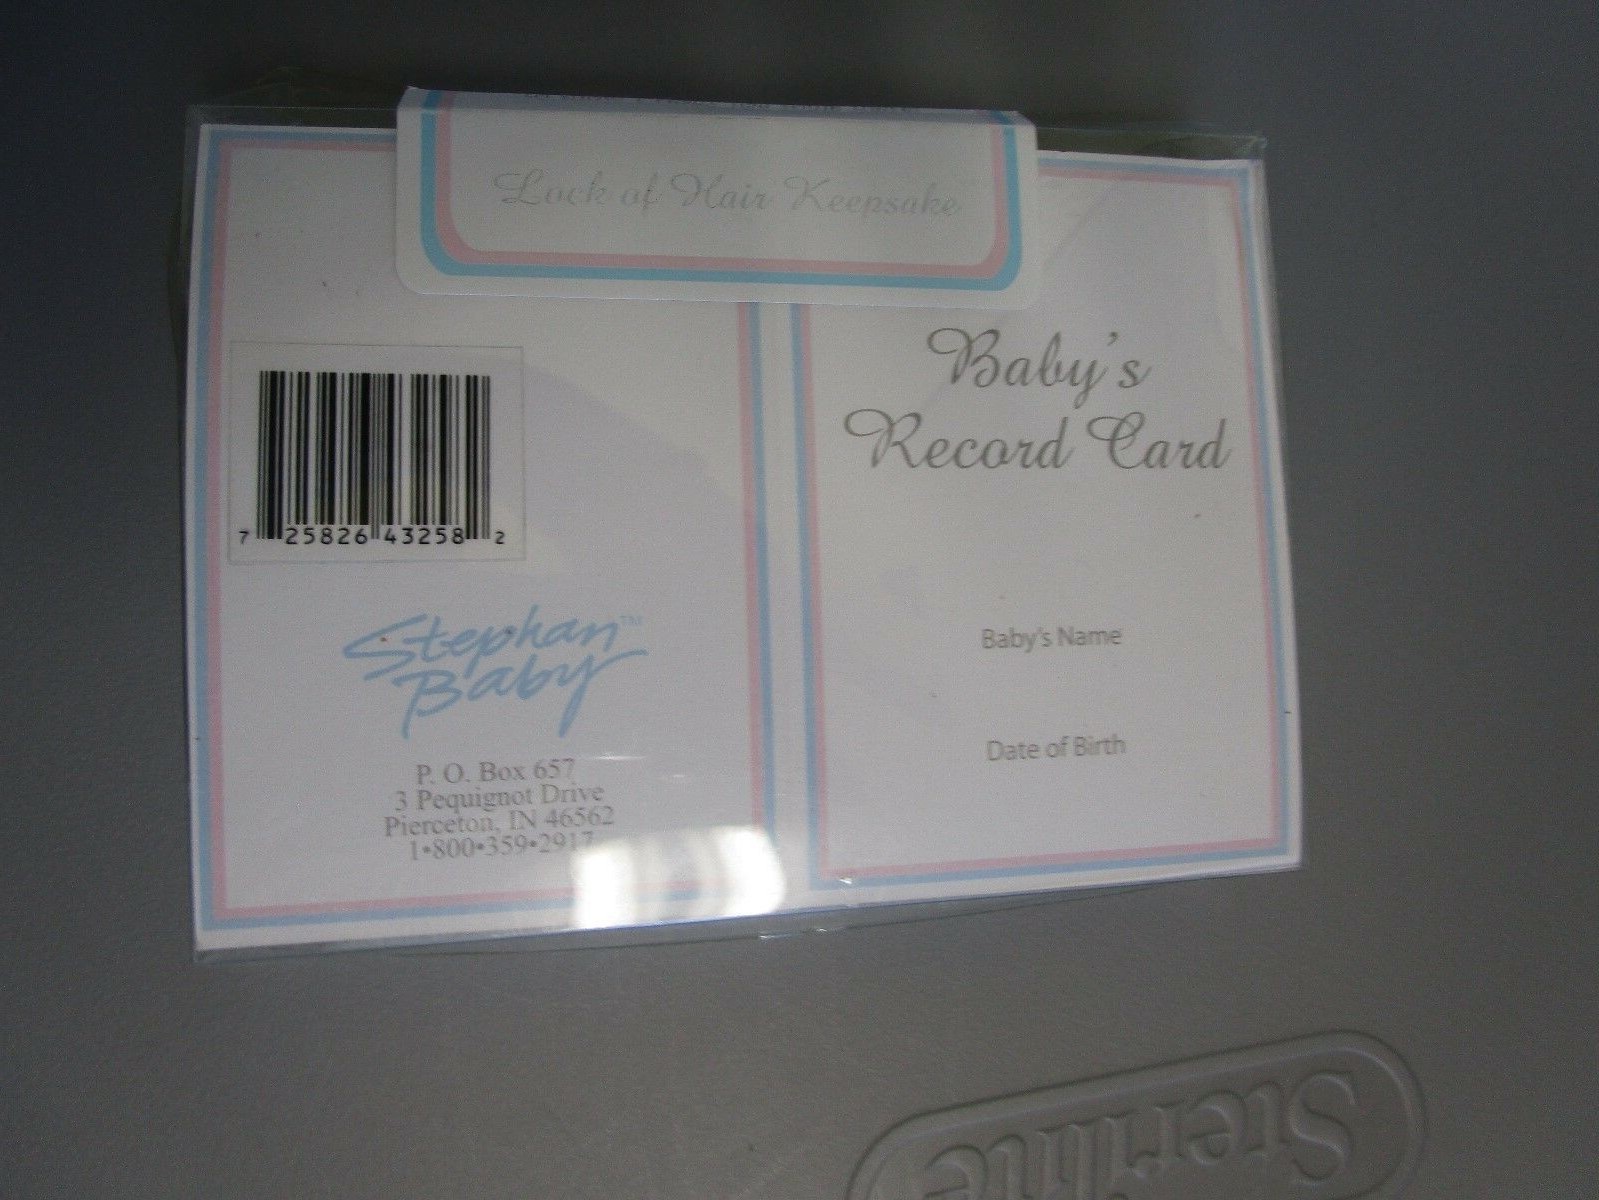 Lock of Hair Keepsake
7 25826 43258 2
Stephan™
Baby
P. O. Box 657
3 Pequignot Drive
Pierceton, IN 46562
1•800•359•2917
Baby's
Record Card
Baby's Name
Date of Birth
Sterilite